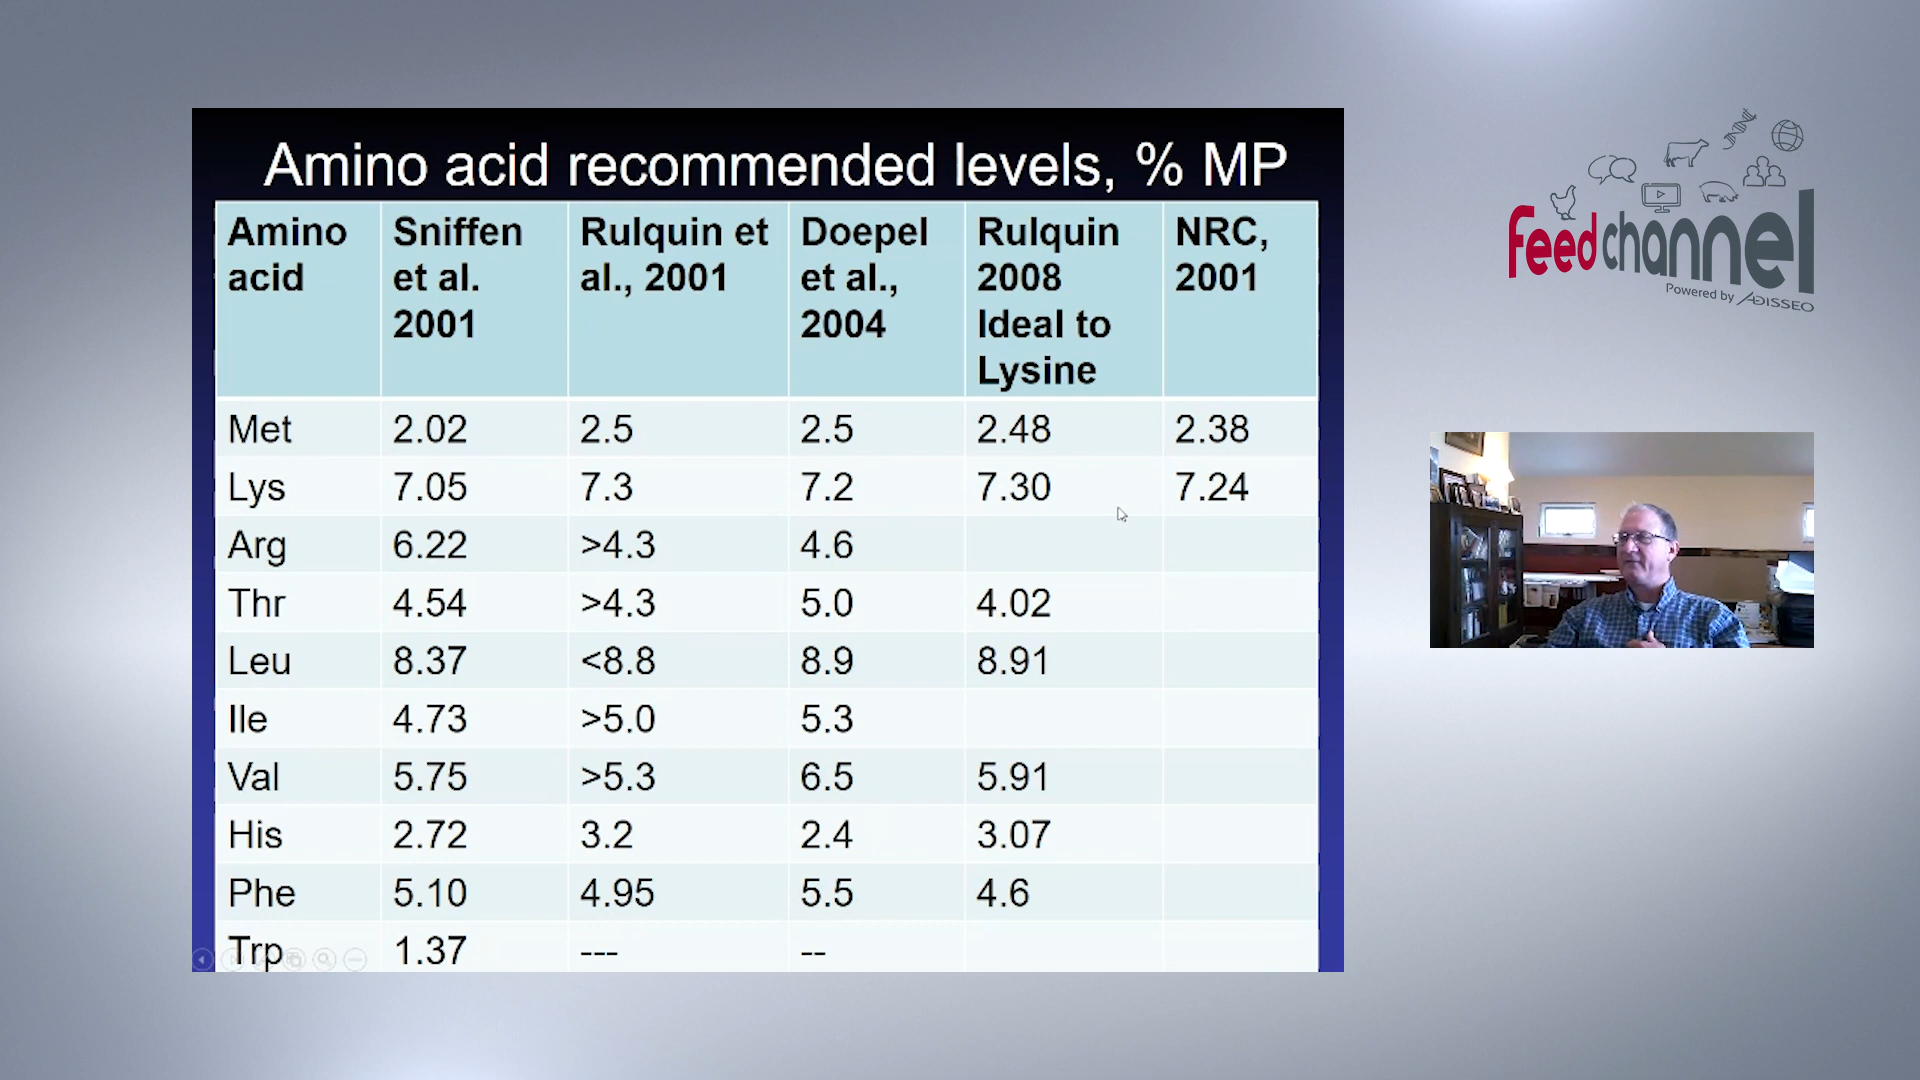 Amino acid recommended levels, % MP
Amino acid Sniffen et al. 2001 Rulquin et al., 2001 Doepel et al., 2004 Rulquin 2008 Ideal to Lysine NRC, 2001
Met 2.02 2.5 2.5 2.48 2.38
Lys 7.05 7.3 7.2 7.30 7.24
Arg 6.22 >4.3 4.6
Thr 4.54 >4.3 5.0 4.02
Leu 8.37 <8.8 8.9 8.91
Ile 4.73 >5.0 5.3
Val 5.75 >5.3 6.5 5.91
His 2.72 3.2 2.4 3.07
Phe 5.10 4.95 5.5 4.6
Trp 1.37 --- --
feedchannel
Powered by ADISSEO